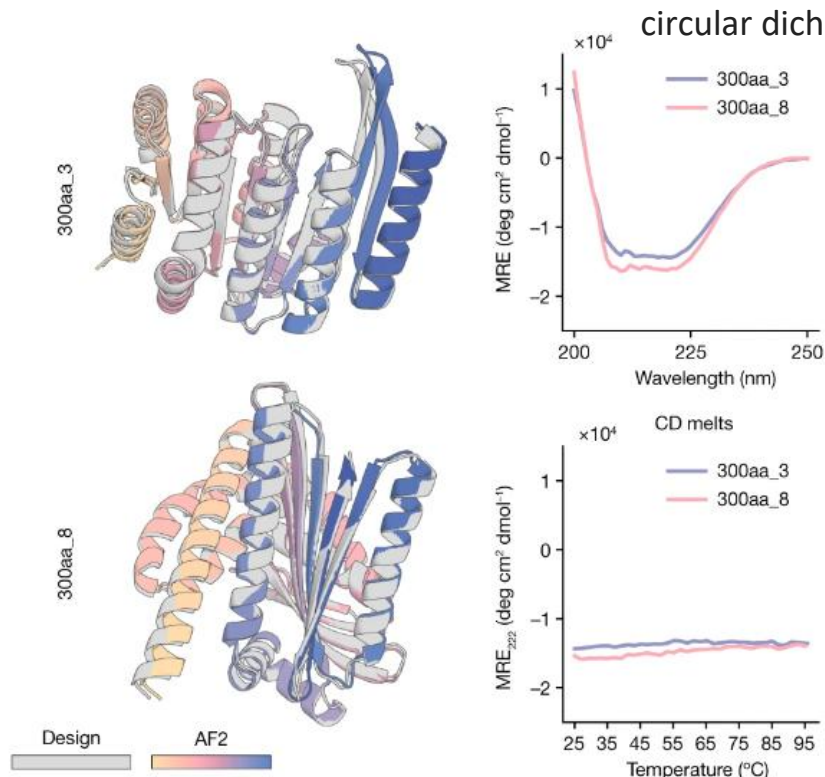 circular dich
×10⁴
300aa_3
300aa_8
1
0
−1
−2
MRE (deg cm² dmol⁻¹)
200
225
250
Wavelength (nm)
300aa_3
CD melts
×10⁴
300aa_3
300aa_8
1
0
−1
−2
MRE₂₂₂ (deg cm² dmol⁻¹)
25 35 45 55 65 75 85 95
Temperature (°C)
300aa_8
Design
AF2